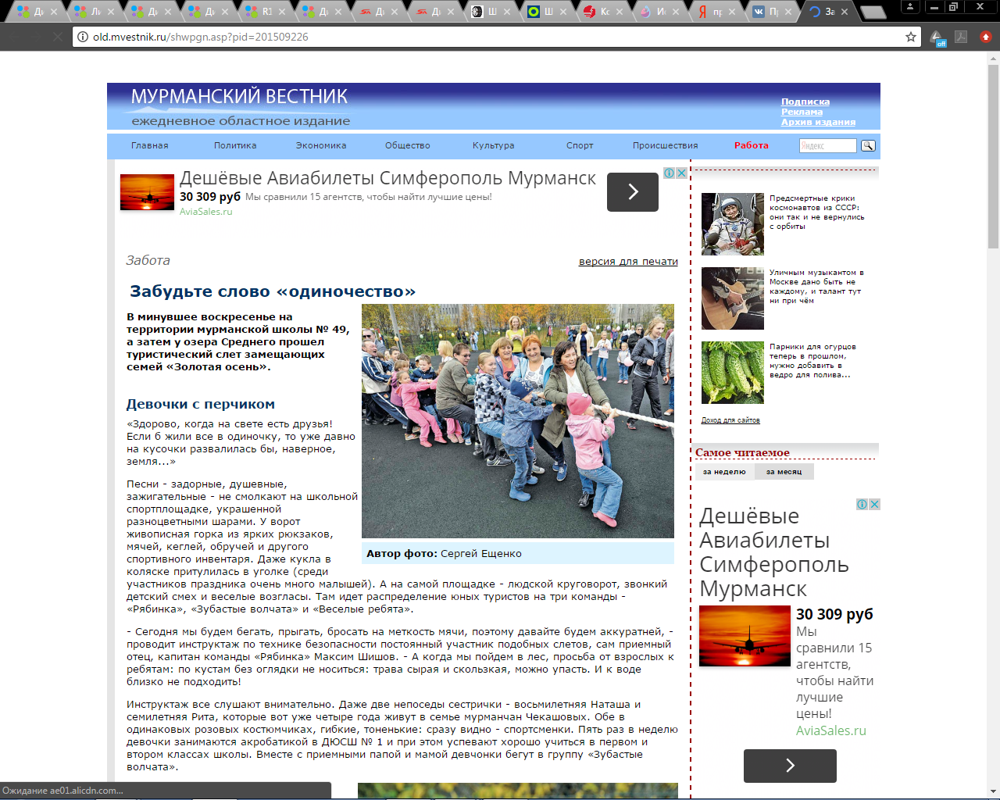 Ди
Ли
Ди
Ди
R1
Ди
Ди
Ди
Ш
Ш
Ко
Ис
пр
Пр
За
old.mvestnik.ru/shwpgn.asp?pid=201509226
off
МУРМАНСКИЙ ВЕСТНИК
ежедневное областное издание
Подписка
Реклама
Архив издания
Главная Политика Экономика Общество Культура Спорт Происшествия Работа Яндекс
Дешёвые Авиабилеты Симферополь Мурманск
30 309 руб Мы сравнили 15 агентств, чтобы найти лучшие цены!
AviaSales.ru
Забота
версия для печати
Забудьте слово «одиночество»
В минувшее воскресенье на
территории мурманской школы № 49,
а затем у озера Среднего прошел
туристический слет замещающих
семей «Золотая осень».
Девочки с перчиком
«Здорово, когда на свете есть друзья!
Если б жили все в одиночку, то уже давно
на кусочки развалилась бы, наверное,
земля...»
Песни - задорные, душевные,
зажигательные - не смолкают на школьной
спортплощадке, украшенной
разноцветными шарами. У ворот
живописная горка из ярких рюкзаков,
мячей, кеглей, обручей и другого
спортивного инвентаря. Даже кукла в
коляске притулилась в уголке (среди
участников праздника очень много малышей). А на самой площадке - людской круговорот, звонкий
детский смех и веселые возгласы. Там идет распределение юных туристов на три команды -
«Рябинка», «Зубастые волчата» и «Веселые ребята».
Автор фото: Сергей Ещенко
- Сегодня мы будем бегать, прыгать, бросать на меткость мячи, поэтому давайте будем аккуратней, -
проводит инструктаж по технике безопасности постоянный участник подобных слетов, сам приемный
отец, капитан команды «Рябинка» Максим Шишов. - А когда мы пойдем в лес, просьба от взрослых к
ребятам: по кустам без оглядки не носиться: трава сырая и скользкая, можно упасть. И к воде
близко не подходить!
Инструктаж все слушают внимательно. Даже две непоседы сестрички - восьмилетняя Наташа и
семилетняя Рита, которые вот уже четыре года живут в семье мурманчан Чекашовых. Обе в
одинаковых розовых костюмчиках, гибкие, тоненькие: сразу видно - спортсменки. Пять раз в неделю
девочки занимаются акробатикой в ДЮСШ № 1 и при этом успевают хорошо учиться в первом и
втором классах школы. Вместе с приемными папой и мамой девчонки бегут в группу «Зубастые
волчата».
Предсмертные крики
космонавтов из СССР:
они так и не вернулись
с орбиты
Уличным музыкантом в
Москве дано быть не
каждому, и талант тут
ни при чём
Парники для огурцов
теперь в прошлом,
нужно добавить в
ведро для полива...
Доход для сайтов
Самое читаемое
за неделю за месяц
Дешёвые
Авиабилеты
Симферополь
Мурманск
30 309 руб
Мы
сравнили 15
агентств,
чтобы найти
лучшие
цены!
AviaSales.ru
Ожидание ae01.alicdn.com...